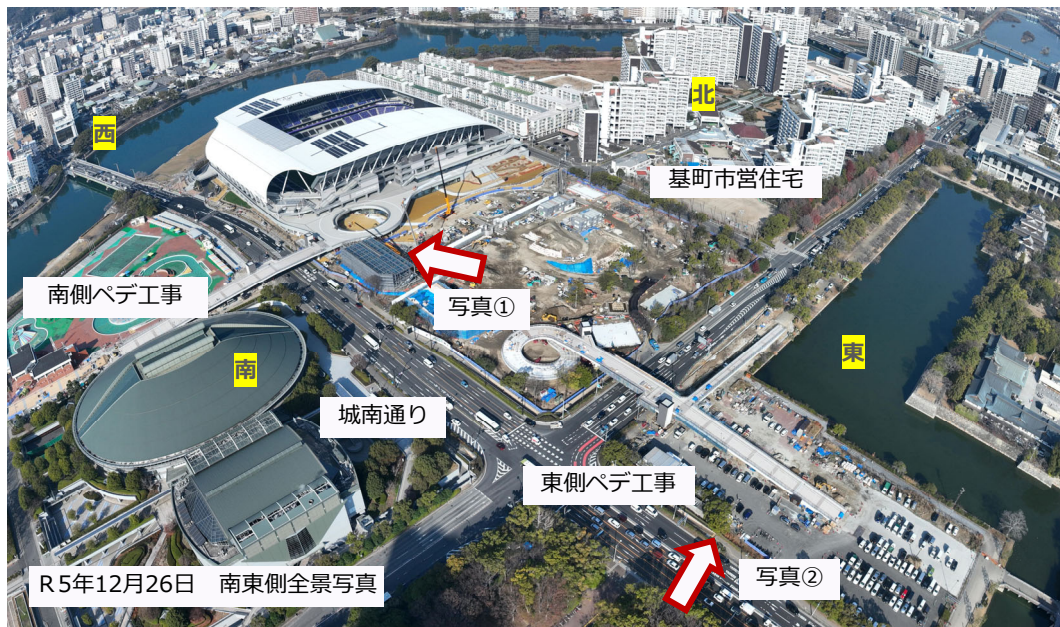 西
北
基町市営住宅
南側ペデ工事
写真①
東
南
城南通り
東側ペデ工事
写真②
R5年12月26日 南東側全景写真